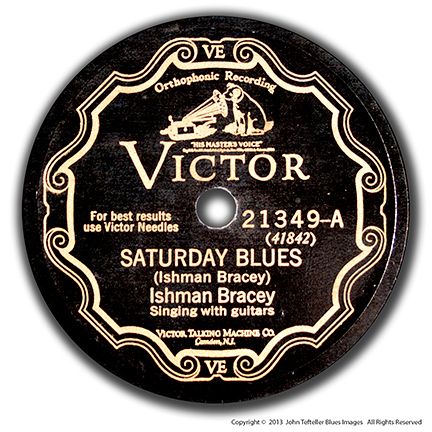 VE
Orthophonic Recording
"HIS MASTER'S VOICE"
VICTOR
For best results
use Victor Needles
21349-A
(41842)
SATURDAY BLUES
(Ishman Bracey)
Ishman Bracey
Singing with guitars
VICTOR TALKING MACHINE CO.
Camden, N.J.
VE
Copyright © 2013 John Tefteller Blues Images All Rights Reserved